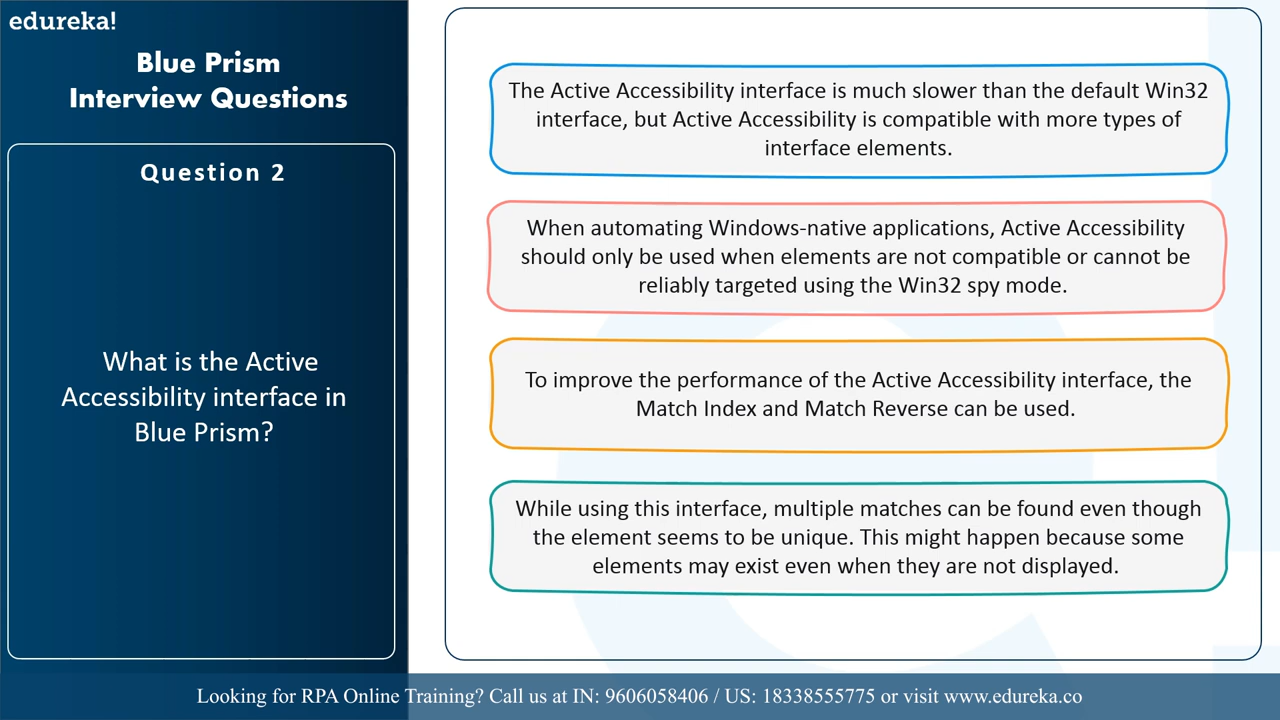 edureka!
Blue Prism
Interview Questions
Question 2
What is the Active
Accessibility interface in
Blue Prism?
The Active Accessibility interface is much slower than the default Win32
interface, but Active Accessibility is compatible with more types of
interface elements.
When automating Windows-native applications, Active Accessibility
should only be used when elements are not compatible or cannot be
reliably targeted using the Win32 spy mode.
To improve the performance of the Active Accessibility interface, the
Match Index and Match Reverse can be used.
While using this interface, multiple matches can be found even though
the element seems to be unique. This might happen because some
elements may exist even when they are not displayed.
Looking for RPA Online Training? Call us at IN: 9606058406 / US: 18338555775 or visit www.edureka.co